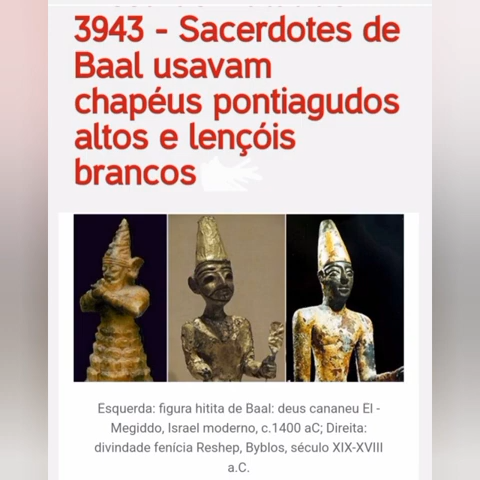 3943 - Sacerdotes de
Baal usavam
chapéus pontiagudos
altos e lençóis
brancos
Esquerda: figura hitita de Baal: deus cananeu El -
Megiddo, Israel moderno, c.1400 aC; Direita:
divindade fenícia Reshep, Byblos, século XIX-XVIII
a.C.